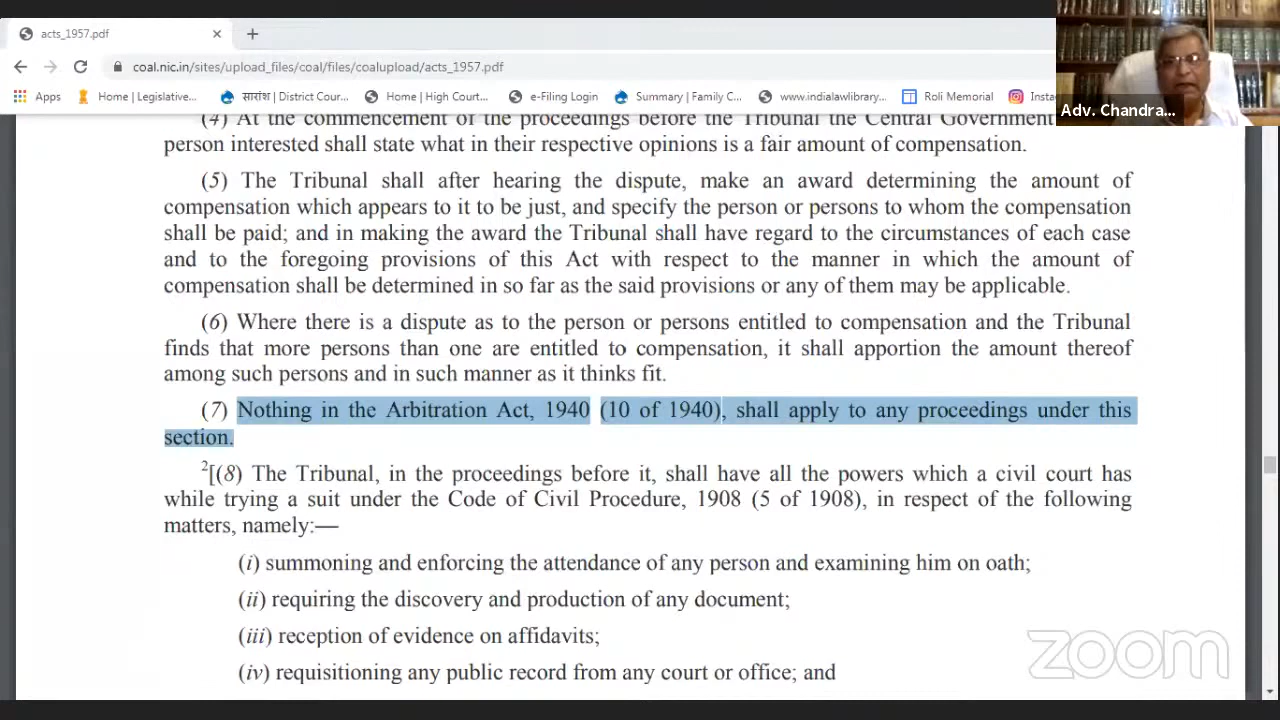 acts_1957.pdf
coal.nic.in/sites/upload_files/coal/files/coalupload/acts_1957.pdf
Apps Home | Legislative... सारांश | District Cour... Home | High Court... e-Filing Login Summary | Family C... www.indialawlibrary... Roli Memorial Insta
Adv. Chandra...
(4) At the commencement of the proceedings before the Tribunal the Central Government
person interested shall state what in their respective opinions is a fair amount of compensation.
(5) The Tribunal shall after hearing the dispute, make an award determining the amount of
compensation which appears to it to be just, and specify the person or persons to whom the compensation
shall be paid; and in making the award the Tribunal shall have regard to the circumstances of each case
and to the foregoing provisions of this Act with respect to the manner in which the amount of
compensation shall be determined in so far as the said provisions or any of them may be applicable.
(6) Where there is a dispute as to the person or persons entitled to compensation and the Tribunal
finds that more persons than one are entitled to compensation, it shall apportion the amount thereof
among such persons and in such manner as it thinks fit.
(7) Nothing in the Arbitration Act, 1940 (10 of 1940), shall apply to any proceedings under this
section.
2[(8) The Tribunal, in the proceedings before it, shall have all the powers which a civil court has
while trying a suit under the Code of Civil Procedure, 1908 (5 of 1908), in respect of the following
matters, namely:—
(i) summoning and enforcing the attendance of any person and examining him on oath;
(ii) requiring the discovery and production of any document;
(iii) reception of evidence on affidavits;
(iv) requisitioning any public record from any court or office; and
zoom